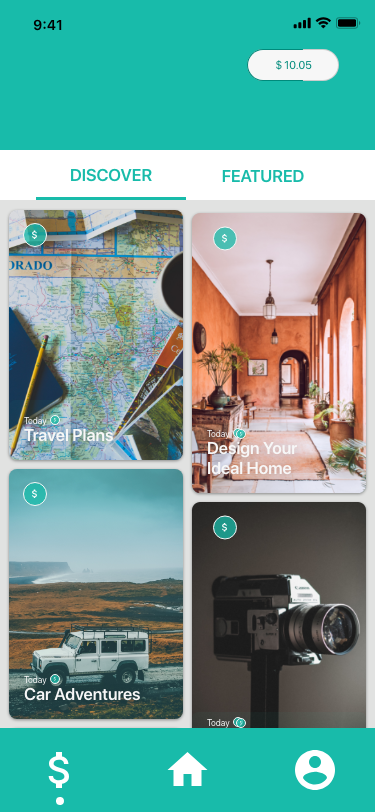 9:41
$ 10.05
DISCOVER
FEATURED
$
$
ORADO
Today
Travel Plans
Today
Design Your
Ideal Home
$
$
Today
Car Adventures
Today
$